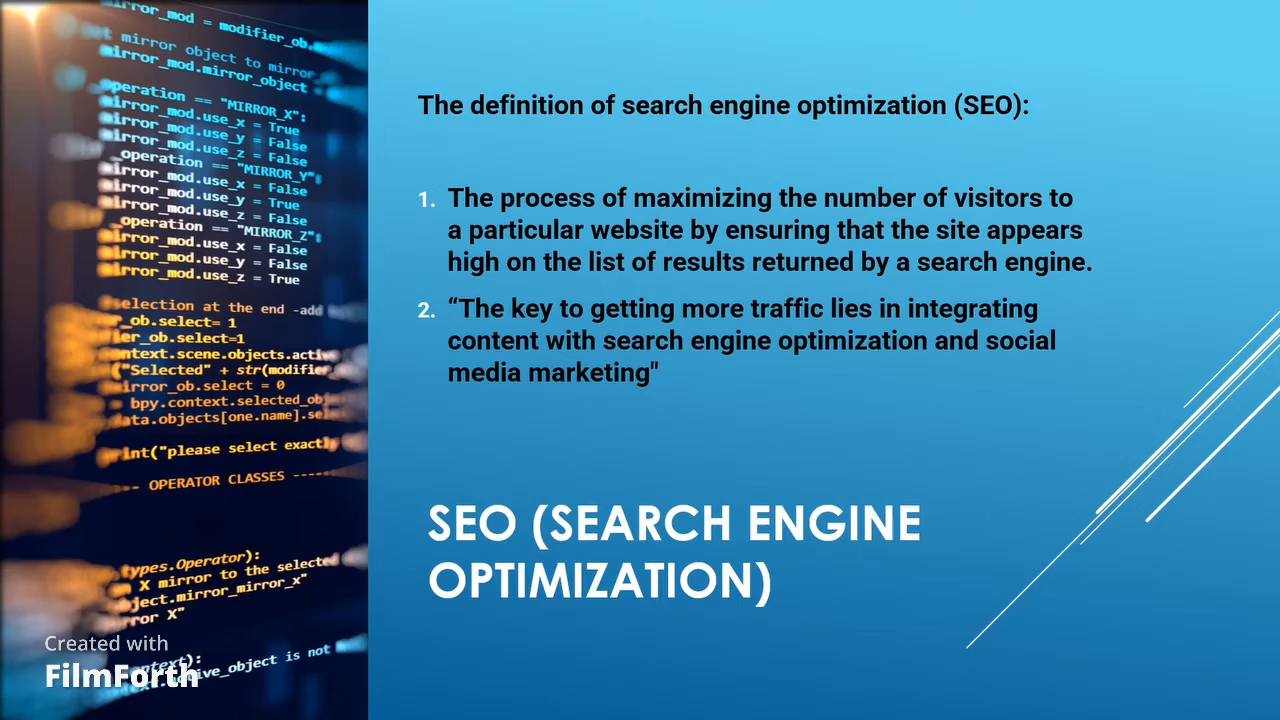 mirror_mod = modifier_ob.
mirror object to mirror
mirror_mod.mirror_object
operation == "MIRROR_X":
mirror_mod.use_x = True
mirror_mod.use_y = False
mirror_mod.use_z = False
_operation == "MIRROR_Y":
mirror_mod.use_x = False
mirror_mod.use_y = True
mirror_mod.use_z = False
_operation == "MIRROR_Z":
mirror_mod.use_x = False
mirror_mod.use_y = False
mirror_mod.use_z = True
selection at the end -add
_ob.select= 1
ler_ob.select=1
ntext.scene.objects.active
("Selected" + str(modifier
mirror_ob.select = 0
= bpy.context.selected_obj
data.objects[one.name].sel
print("please select exactly
-- OPERATOR CLASSES ----
types.Operator):
X mirror to the selected
ject.mirror_mirror_x"
ror X"
ntext):
ext.active_object is not
Created with
FilmForth
The definition of search engine optimization (SEO):
1. The process of maximizing the number of visitors to
a particular website by ensuring that the site appears
high on the list of results returned by a search engine.
2. “The key to getting more traffic lies in integrating
content with search engine optimization and social
media marketing"
SEO (SEARCH ENGINE
OPTIMIZATION)